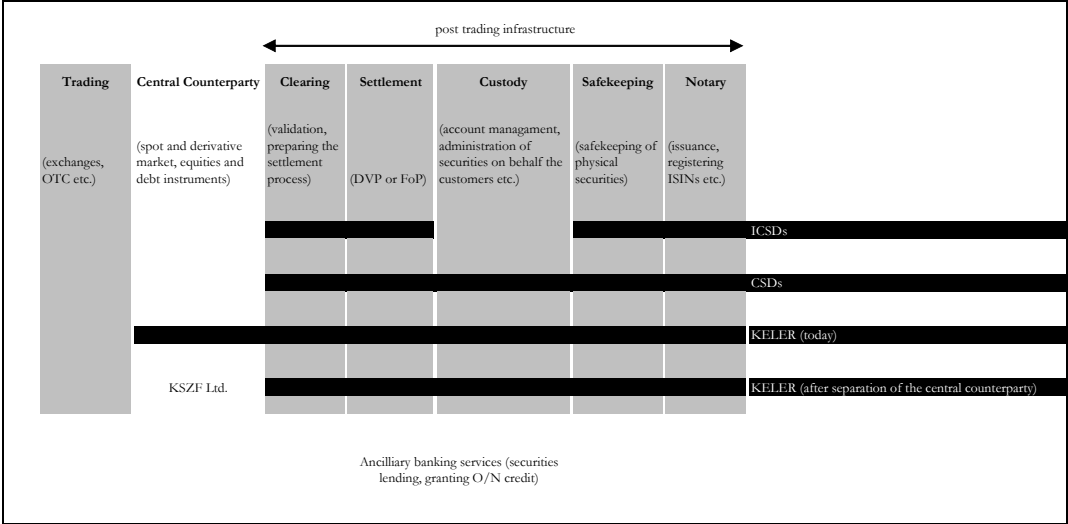 post trading infrastructure
Trading
Central Counterparty
Clearing
Settlement
Custody
Safekeeping
Notary
(exchanges,
OTC etc.)
(spot and derivative
market, equities and
debt instruments)
(validation,
preparing the
settlement
process)
(DVP or FoP)
(account managament,
administration of
securities on behalf the
customers etc.)
(safekeeping of
physical
securities)
(issuance,
registering
ISINs etc.)
ICSDs
CSDs
KELER (today)
KSZF Ltd.
KELER (after separation of the central counterparty)
Ancilliary banking services (securities
lending, granting O/N credit)